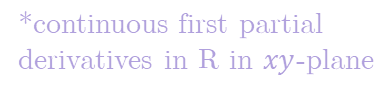 *continuous first partial
derivatives in R in xy-plane